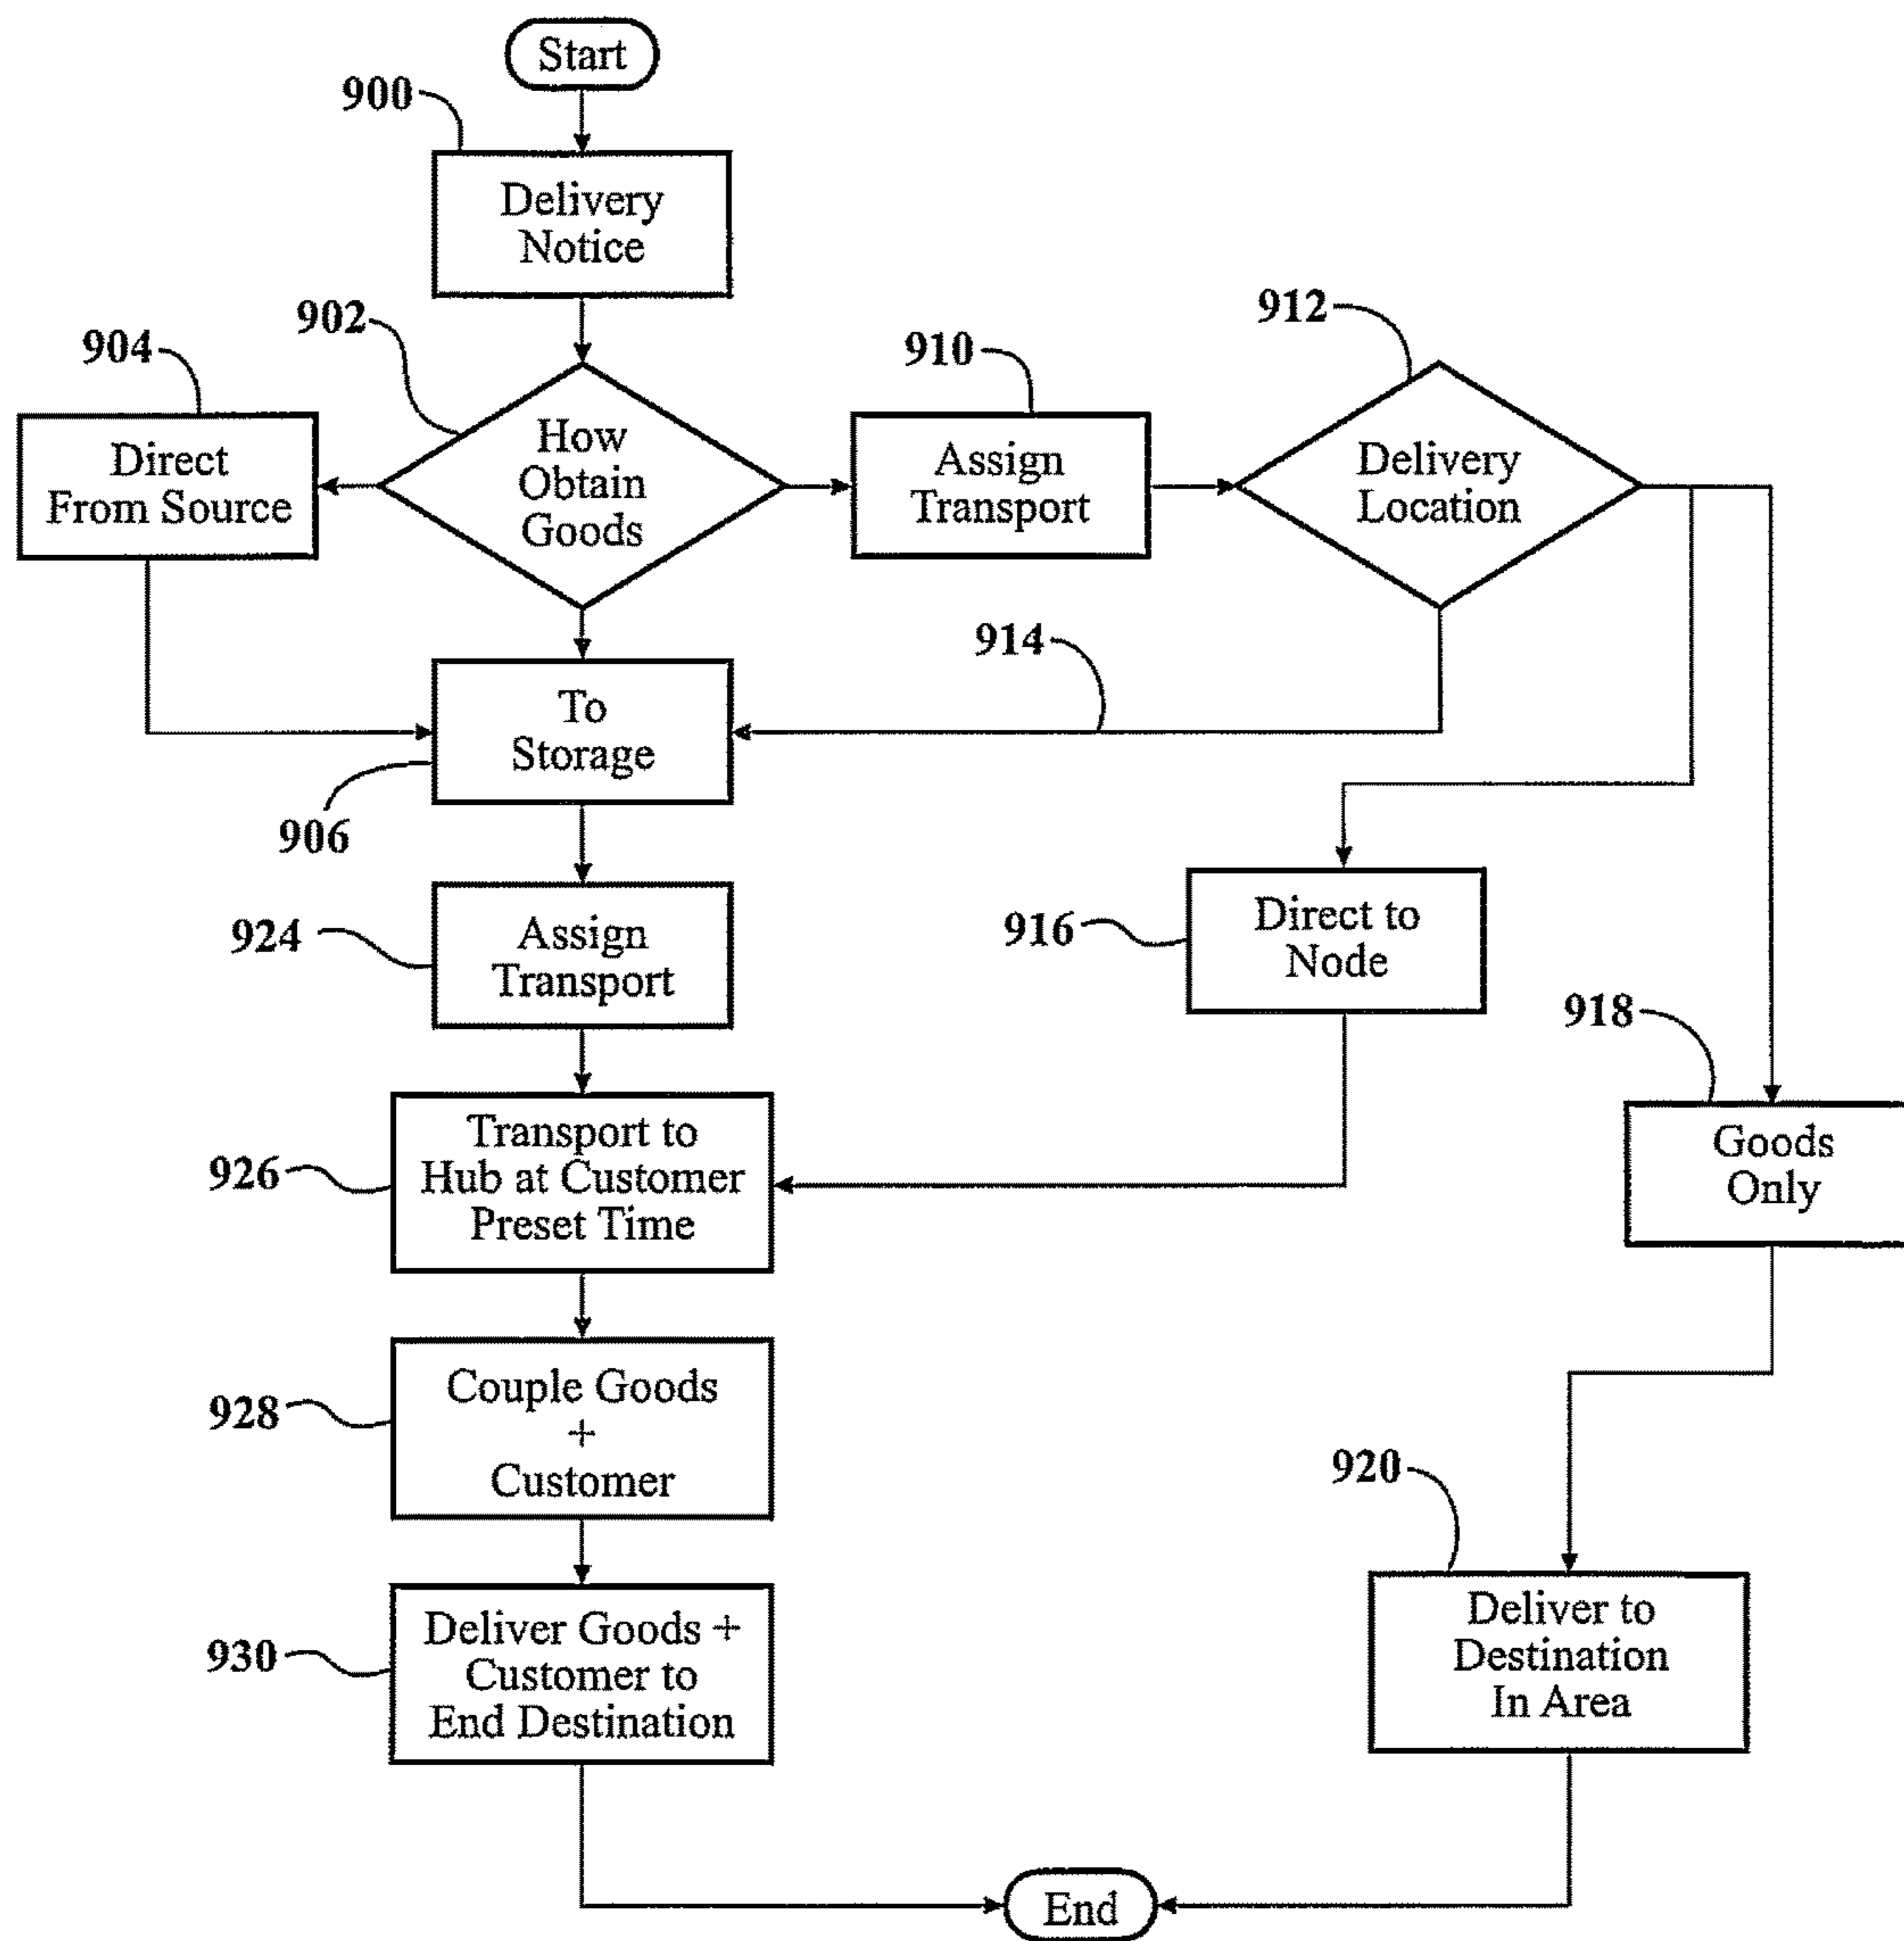 Start
900
Delivery
Notice
902
904
910
912
Direct
From Source
How
Obtain
Goods
Assign
Transport
Delivery
Location
914
To
Storage
906
924
Assign
Transport
916
Direct to
Node
918
Goods
Only
926
Transport to
Hub at Customer
Preset Time
928
Couple Goods
+
Customer
920
930
Deliver Goods +
Customer to
End Destination
Deliver to
Destination
In Area
End